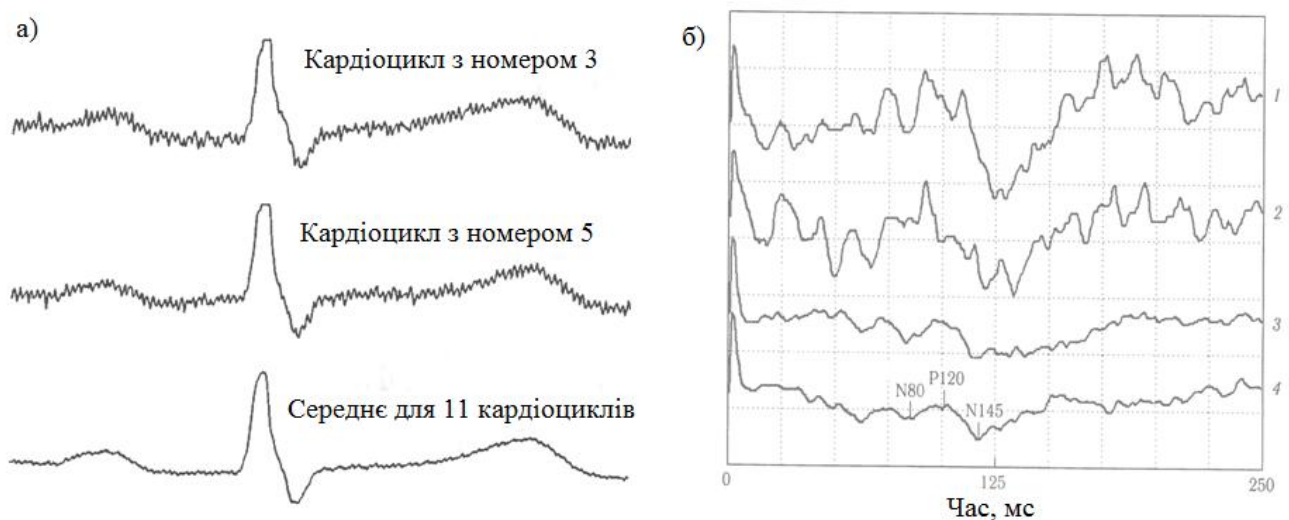 а)
Кардіоцикл з номером 3
Кардіоцикл з номером 5
Середнє для 11 кардіоциклів
б)
1
2
3
4
N80
P120
N145
0
125
250
Час, мс